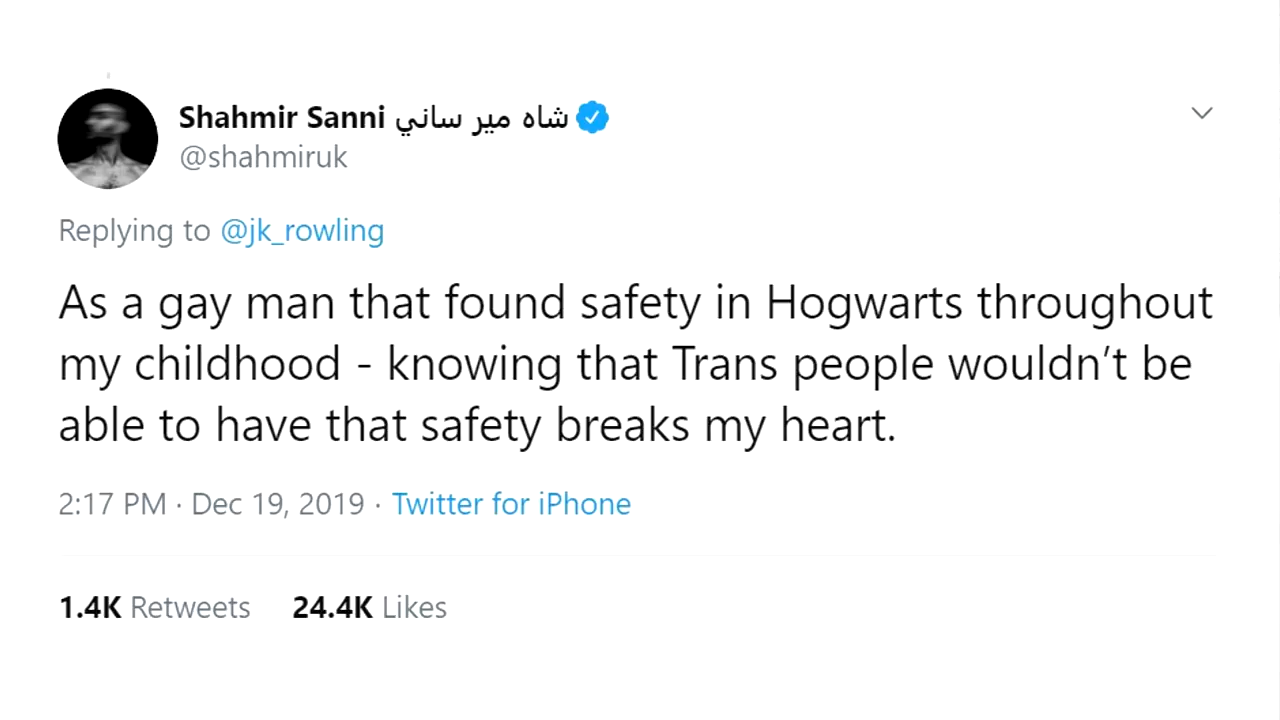 Shahmir Sanni شاه مير ساني
@shahmiruk
Replying to @jk_rowling
As a gay man that found safety in Hogwarts throughout
my childhood - knowing that Trans people wouldn’t be
able to have that safety breaks my heart.
2:17 PM · Dec 19, 2019 · Twitter for iPhone
1.4K Retweets 24.4K Likes